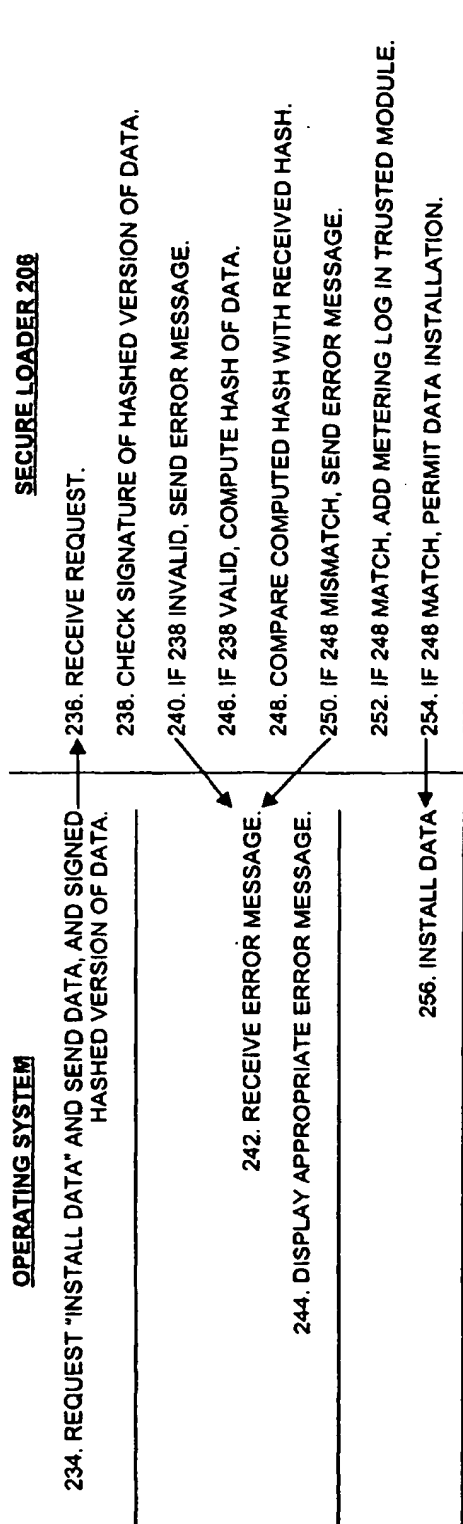 OPERATING SYSTEM
234. REQUEST "INSTALL DATA" AND SEND DATA, AND SIGNED
HASHED VERSION OF DATA.
242. RECEIVE ERROR MESSAGE.
244. DISPLAY APPROPRIATE ERROR MESSAGE.
256. INSTALL DATA
SECURE LOADER 206
236. RECEIVE REQUEST.
238. CHECK SIGNATURE OF HASHED VERSION OF DATA.
240. IF 238 INVALID, SEND ERROR MESSAGE.
246. IF 238 VALID, COMPUTE HASH OF DATA.
248. COMPARE COMPUTED HASH WITH RECEIVED HASH.
250. IF 248 MISMATCH, SEND ERROR MESSAGE.
252. IF 248 MATCH, ADD METERING LOG IN TRUSTED MODULE.
254. IF 248 MATCH, PERMIT DATA INSTALLATION.